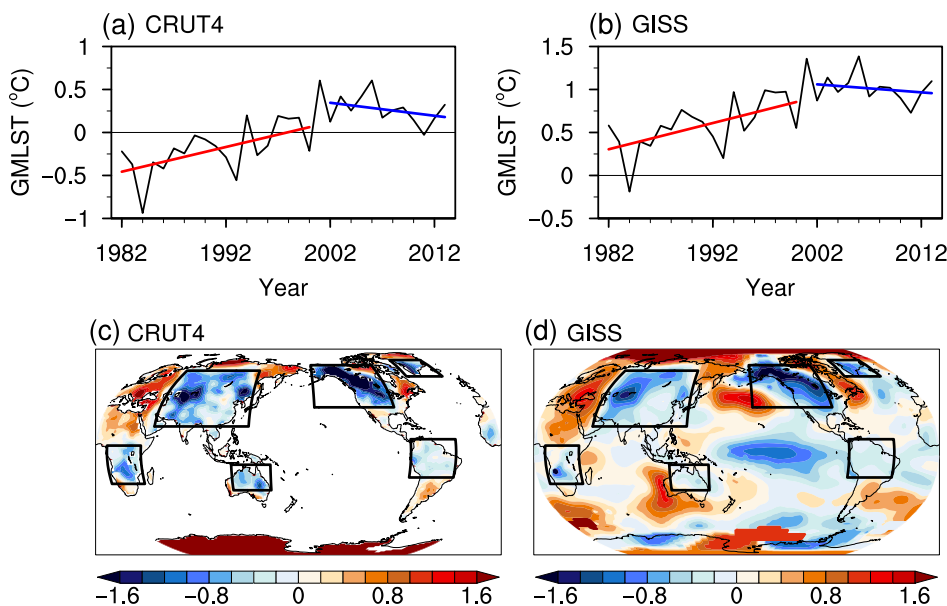 (a) CRUT4
1
0.5
0
−0.5
−1
GMLST (°C)
1982 1992 2002 2012
Year
(b) GISS
1.5
1
0.5
0
−0.5
GMLST (°C)
1982 1992 2002 2012
Year
(c) CRUT4
−1.6 −0.8 0 0.8 1.6
(d) GISS
−1.6 −0.8 0 0.8 1.6